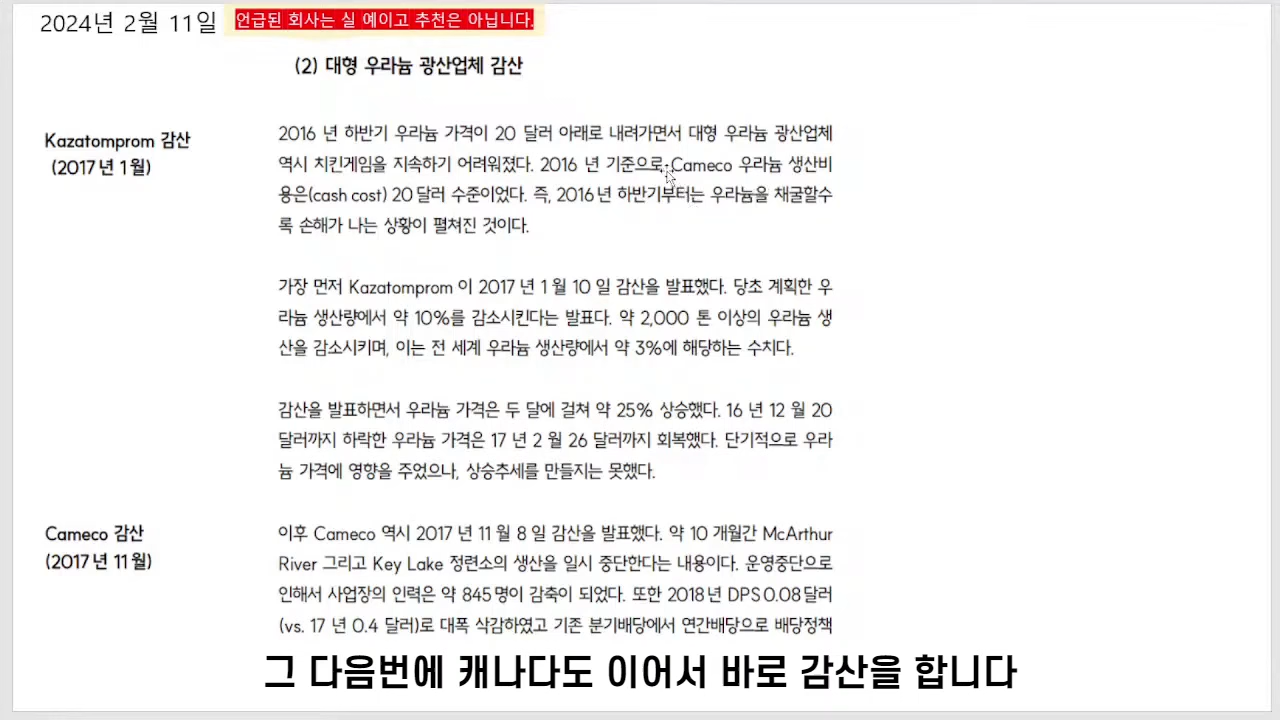 2024년 2월 11일
언급된 회사는 실 예이고 추천은 아닙니다.
(2) 대형 우라늄 광산업체 감산
Kazatomprom 감산
(2017년 1월)
2016 년 하반기 우라늄 가격이 20 달러 아래로 내려가면서 대형 우라늄 광산업체
역시 치킨게임을 지속하기 어려워졌다. 2016 년 기준으로 Cameco 우라늄 생산비
용은(cash cost) 20달러 수준이었다. 즉, 2016년 하반기부터는 우라늄을 채굴할수
록 손해가 나는 상황이 펼쳐진 것이다.
가장 먼저 Kazatomprom 이 2017 년 1 월 10 일 감산을 발표했다. 당초 계획한 우
라늄 생산량에서 약 10%를 감소시킨다는 발표다. 약 2,000 톤 이상의 우라늄 생
산을 감소시키며, 이는 전 세계 우라늄 생산량에서 약 3%에 해당하는 수치다.
감산을 발표하면서 우라늄 가격은 두 달에 걸쳐 약 25% 상승했다. 16 년 12 월 20
달러까지 하락한 우라늄 가격은 17 년 2 월 26 달러까지 회복했다. 단기적으로 우라
늄 가격에 영향을 주었으나, 상승추세를 만들지는 못했다.
Cameco 감산
(2017년 11월)
이후 Cameco 역시 2017 년 11 월 8 일 감산을 발표했다. 약 10 개월간 McArthur
River 그리고 Key Lake 정련소의 생산을 일시 중단한다는 내용이다. 운영중단으로
인해서 사업장의 인력은 약 845명이 감축이 되었다. 또한 2018년 DPS 0.08달러
(vs. 17 년 0.4 달러)로 대폭 삭감하였고 기존 분기배당에서 연간배당으로 배당정책
그 다음번에 캐나다도 이어서 바로 감산을 합니다